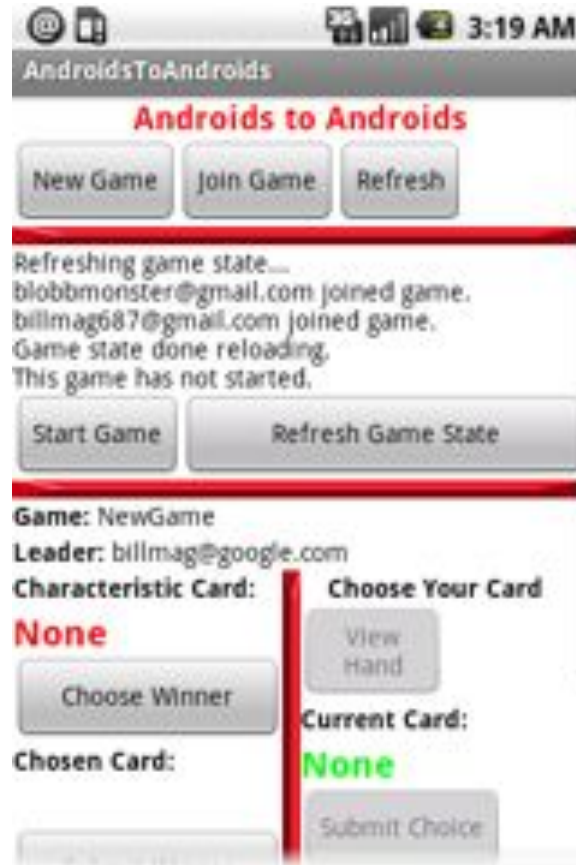 3:19 AM
AndroidsToAndroids
Androids to Androids
New Game Join Game Refresh
Refreshing game state...
blobbmonster@gmail.com joined game.
billmag687@gmail.com joined game.
Game state done reloading.
This game has not started.
Start Game Refresh Game State
Game: NewGame
Leader: billmag@google.com
Characteristic Card:
None
Choose Winner
Chosen Card:
Choose Your Card
View
Hand
Current Card:
None
Submit Choice